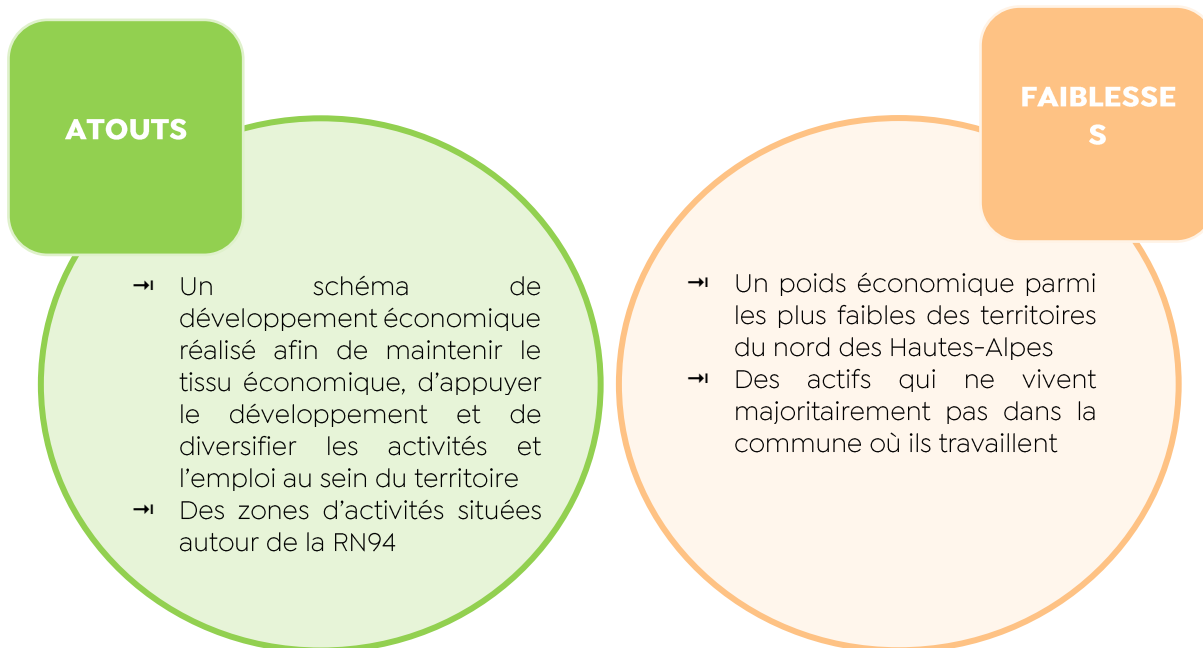 ATOUTS
→ı Un schéma de
développement économique
réalisé afin de maintenir le
tissu économique, d’appuyer
le développement et de
diversifier les activités et
l’emploi au sein du territoire
→ı Des zones d’activités situées
autour de la RN94
FAIBLESSE
S
→ı Un poids économique parmi
les plus faibles des territoires
du nord des Hautes-Alpes
→ı Des actifs qui ne vivent
majoritairement pas dans la
commune où ils travaillent